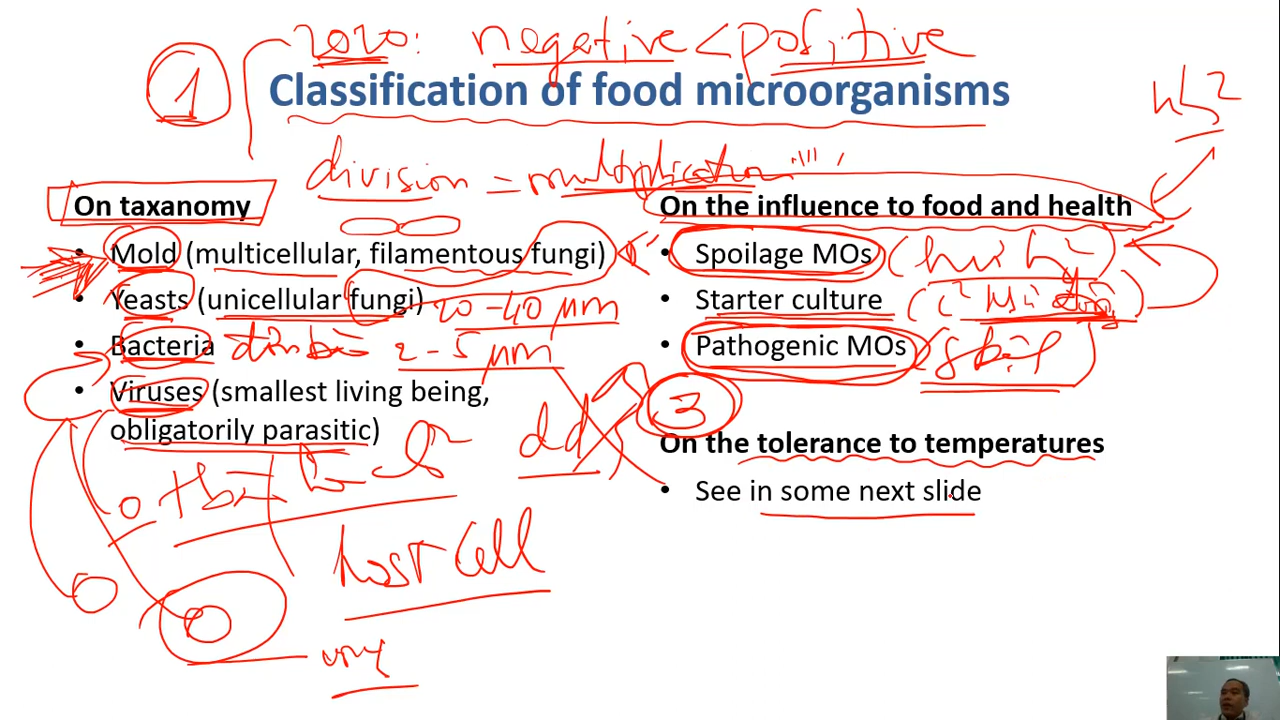 1
2020: negative < positive
Classification of food microorganisms
division = multiplication
On taxanomy
• Mold (multicellular, filamentous fungi)
• Yeasts (unicellular fungi) 20-40 µm
• Bacteria 2-5 µm
• Viruses (smallest living being,
obligatorily parasitic)
host cell
On the influence to food and health
• Spoilage MOs
• Starter culture
• Pathogenic MOs
3
On the tolerance to temperatures
• See in some next slide